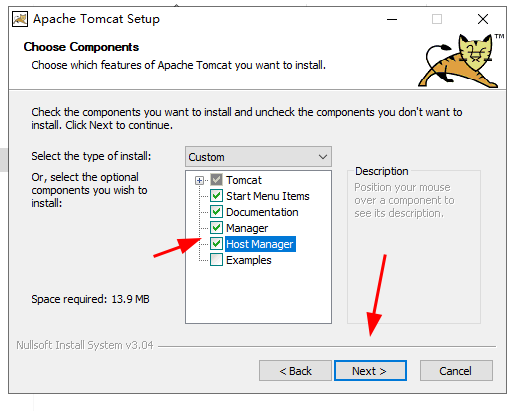 Apache Tomcat Setup
Choose Components
Choose which features of Apache Tomcat you want to install.
TM
Check the components you want to install and uncheck the components you don't want to
install. Click Next to continue.
Select the type of install:
Custom
Or, select the optional
components you wish to
install:
Tomcat
Start Menu Items
Documentation
Manager
Host Manager
Examples
Description
Position your mouse
over a component to
see its description.
Space required: 13.9 MB
Nullsoft Install System v3.04
< Back
Next >
Cancel